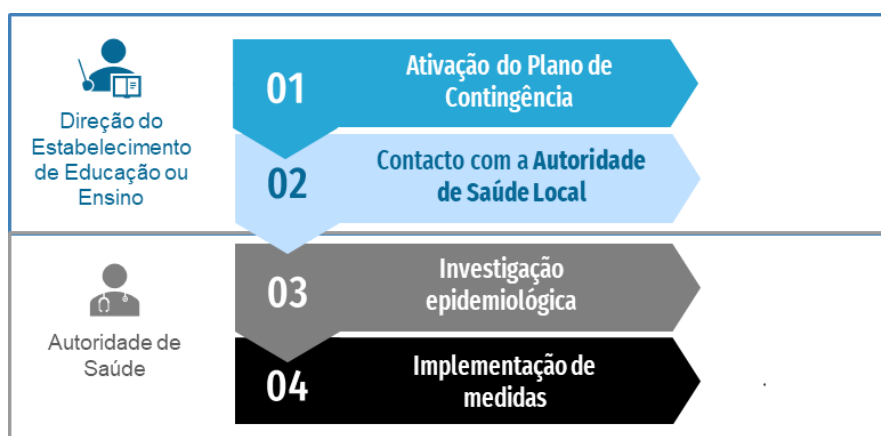 01
Ativação do Plano de
Contingência
Direção do
Estabelecimento
de Educação ou
Ensino
02
Contacto com a Autoridade
de Saúde Local
03
Investigação
epidemiológica
Autoridade de
Saúde
04
Implementação de
medidas
.